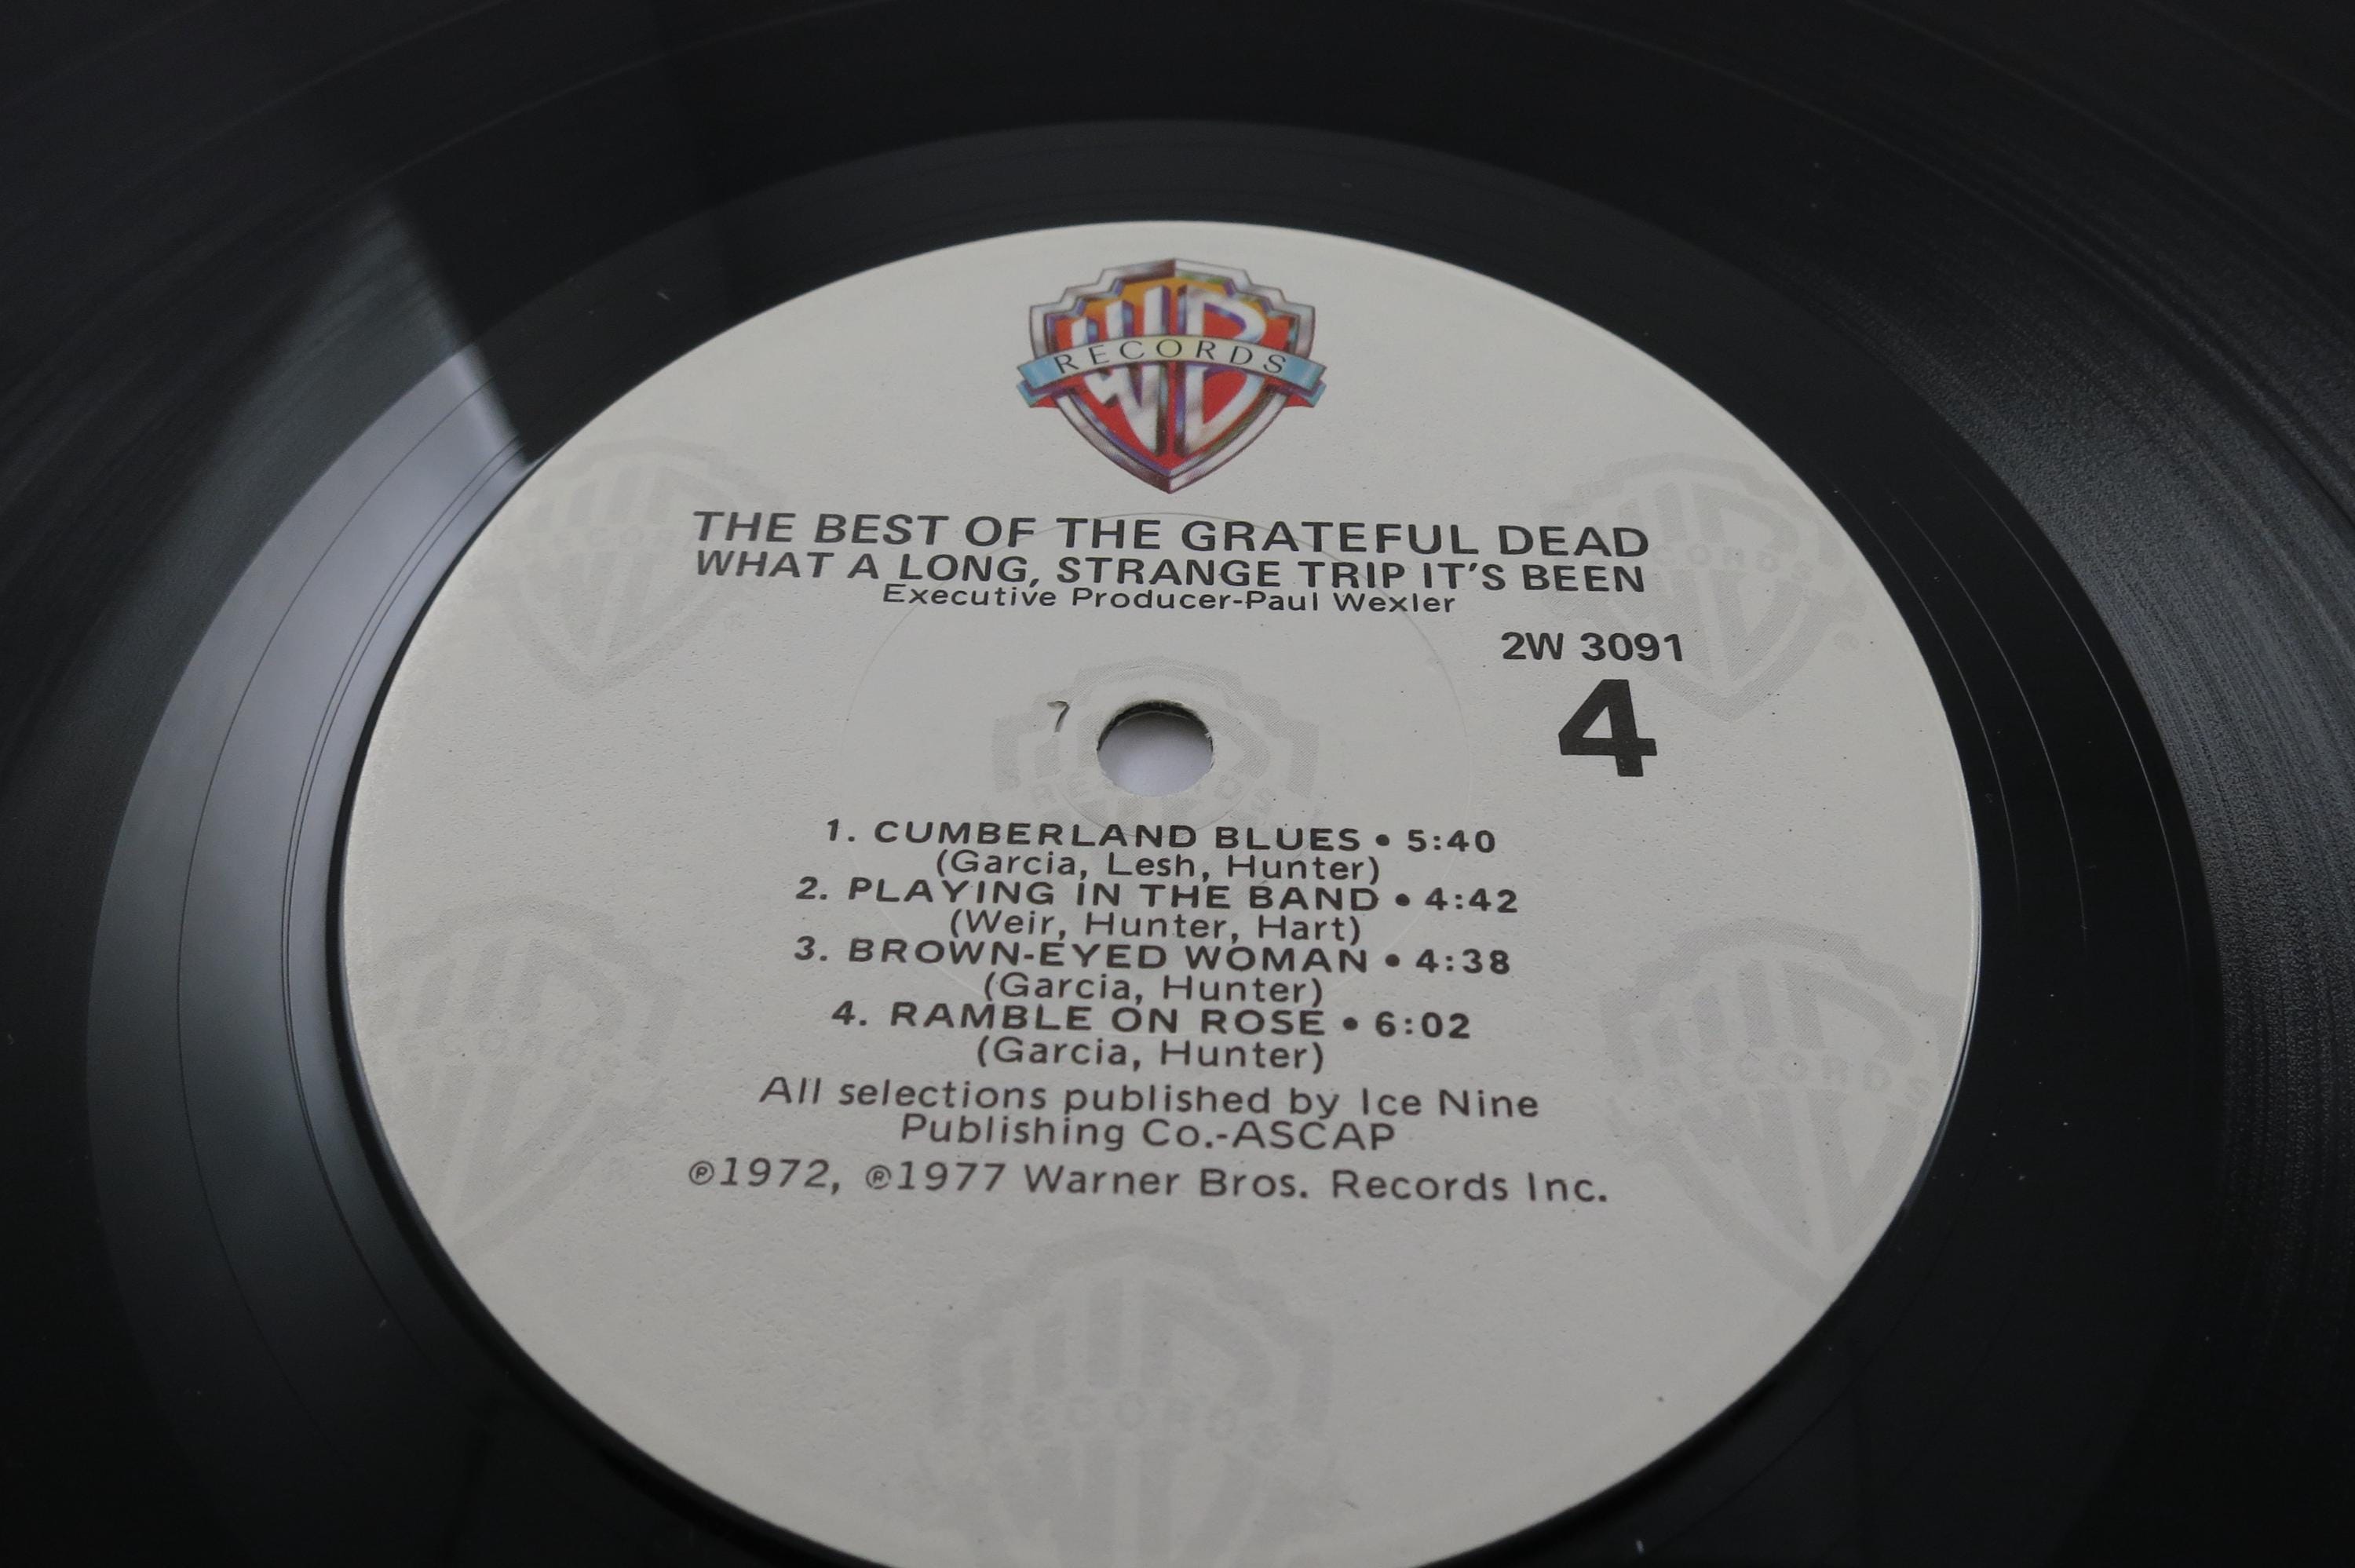 WB
RECORDS
THE BEST OF THE GRATEFUL DEAD
WHAT A LONG, STRANGE TRIP IT'S BEEN
Executive Producer-Paul Wexler
2W 3091
4
7
1. CUMBERLAND BLUES • 5:40
(Garcia, Lesh, Hunter)
2. PLAYING IN THE BAND • 4:42
(Weir, Hunter, Hart)
3. BROWN-EYED WOMAN • 4:38
(Garcia, Hunter)
4. RAMBLE ON ROSE • 6:02
(Garcia, Hunter)
All selections published by Ice Nine
Publishing Co.-ASCAP
℗1972, ℗1977 Warner Bros. Records Inc.